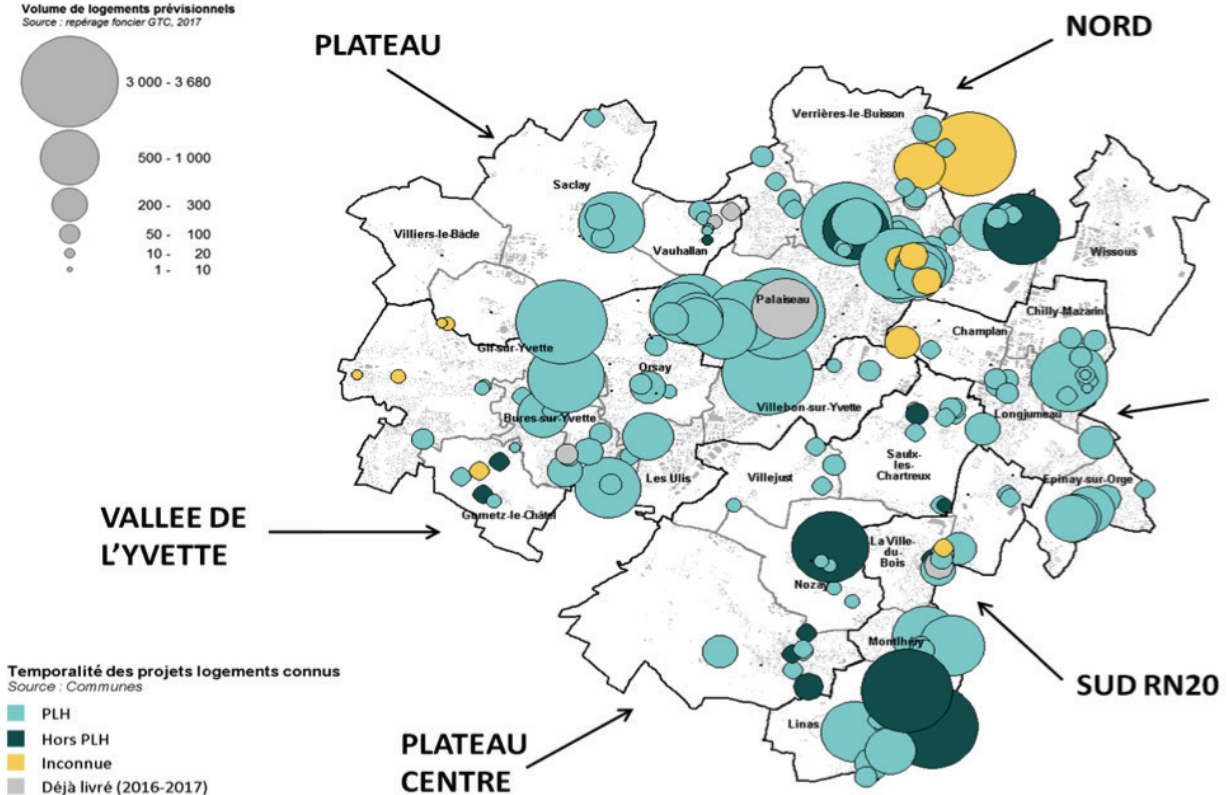 Volume de logements prévisionnels
Source : repérage foncier GTC, 2017
3 000 - 3 680
500 - 1 000
200 - 300
50 - 100
10 - 20
1 - 10
PLATEAU
NORD
Verrières-le-Buisson
Saclay
Villiers-le-Bâcle
Vauhallan
Wissous
Palaiseau
Chilly-Mazarin
Champlan
Gif-sur-Yvette
Orsay
Bures-sur-Yvette
Villebon-sur-Yvette
Longjumeau
Saulx-
les-
Chartreux
Les Ulis
Villejust
Epinay-sur-Orge
Gometz-le-Châtel
VALLEE DE
L'YVETTE
La Ville-
du-
Bois
Nozay
Montlhéry
SUD RN20
Linas
PLATEAU
CENTRE
Temporalité des projets logements connus
Source : Communes
PLH
Hors PLH
Inconnue
Déjà livré (2016-2017)